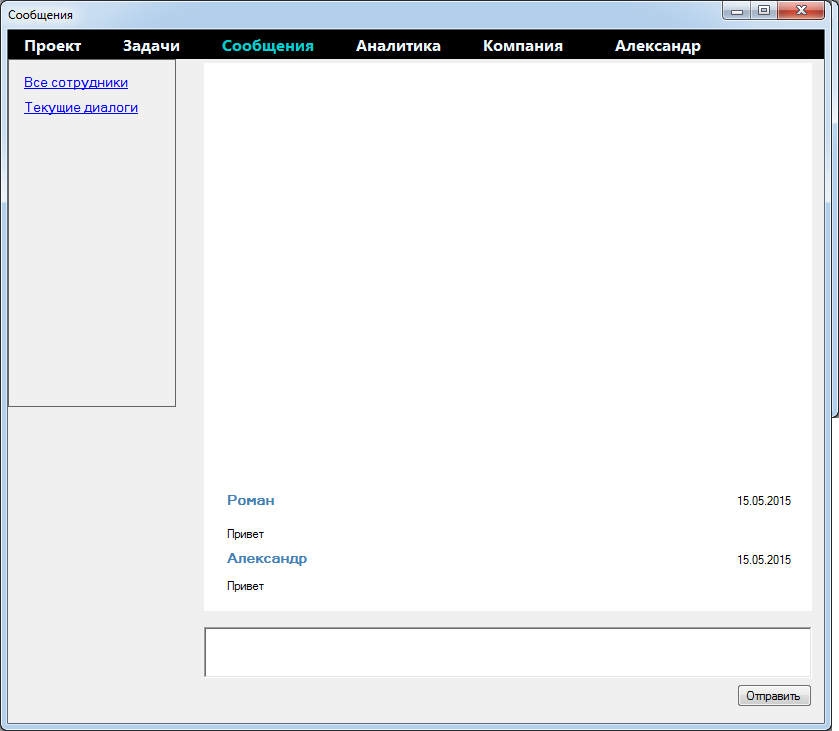 Сообщения
Проект Задачи Сообщения Аналитика Компания Александр
Все сотрудники
Текущие диалоги
Роман 15.05.2015
Привет
Александр 15.05.2015
Привет
Отправить